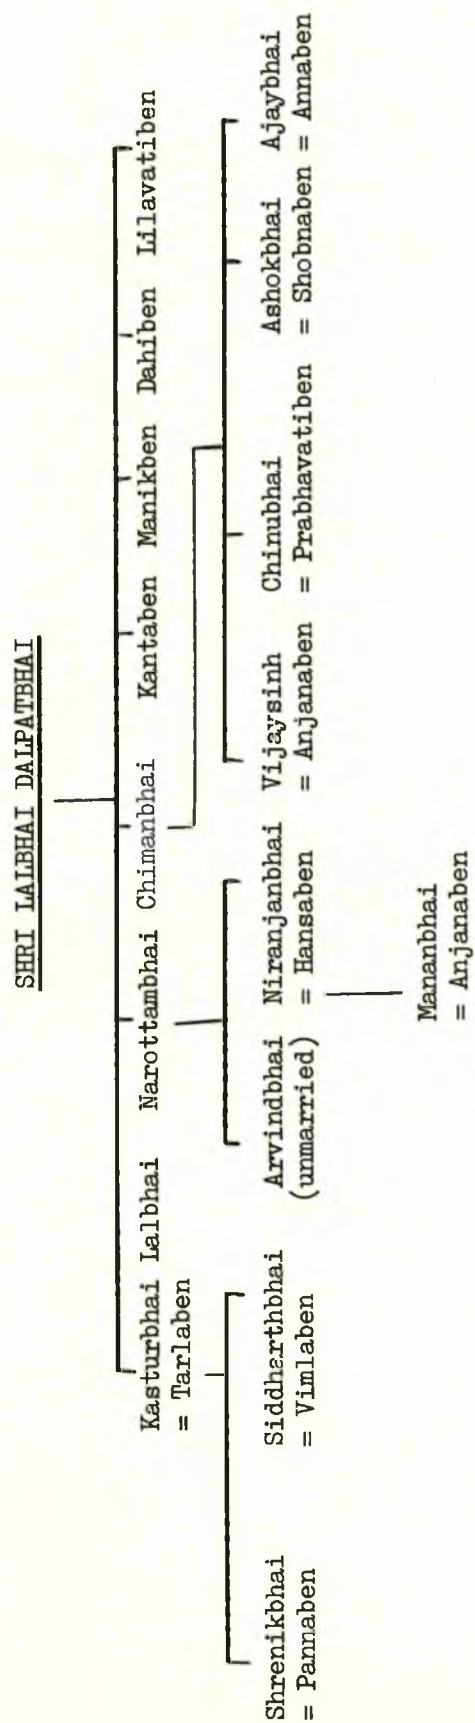 SHRI LALBHAI DALPATBHAI
Kasturbhai Lalbhai Narottambhai Chimanbhai Kantaben Manikben Dahiben Lilavatiben
= Tarlaben
Shrenikbhai Siddharthbhai Arvindbhai Niranjanbhai Vijaysinh Chinubhai Ashokbhai Ajaybhai
= Pannaben = Vimlaben (unmarried) = Hansaben = Anjanaben = Prabhavatiben = Shobnaben = Annaben
Mananbhai
= Anjanaben